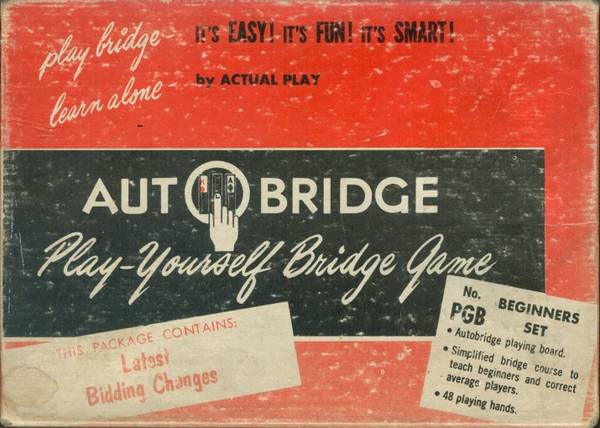 play bridge -
learn alone -
IT'S EASY! IT'S FUN! IT'S SMART!
by ACTUAL PLAY
AUTOBRIDGE
Play-Yourself Bridge Game
THIS PACKAGE CONTAINS:
Latest
Bidding Changes
No.
PGB
BEGINNERS
SET
• Autobridge playing board.
• Simplified bridge course to
teach beginners and correct
average players.
• 48 playing hands.